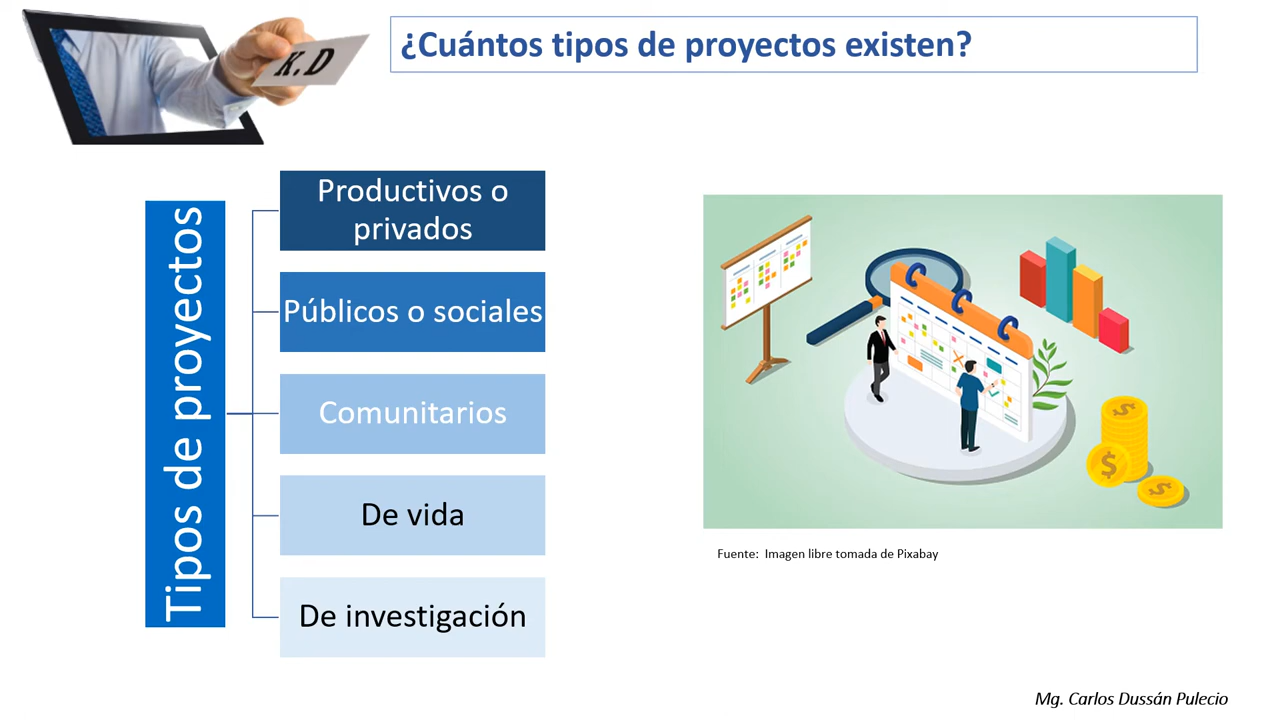 K.D
¿Cuántos tipos de proyectos existen?
Tipos de proyectos
Productivos o
privados
Públicos o sociales
Comunitarios
De vida
De investigación
$
$
$
Fuente: Imagen libre tomada de Pixabay
Mg. Carlos Dussán Pulecio